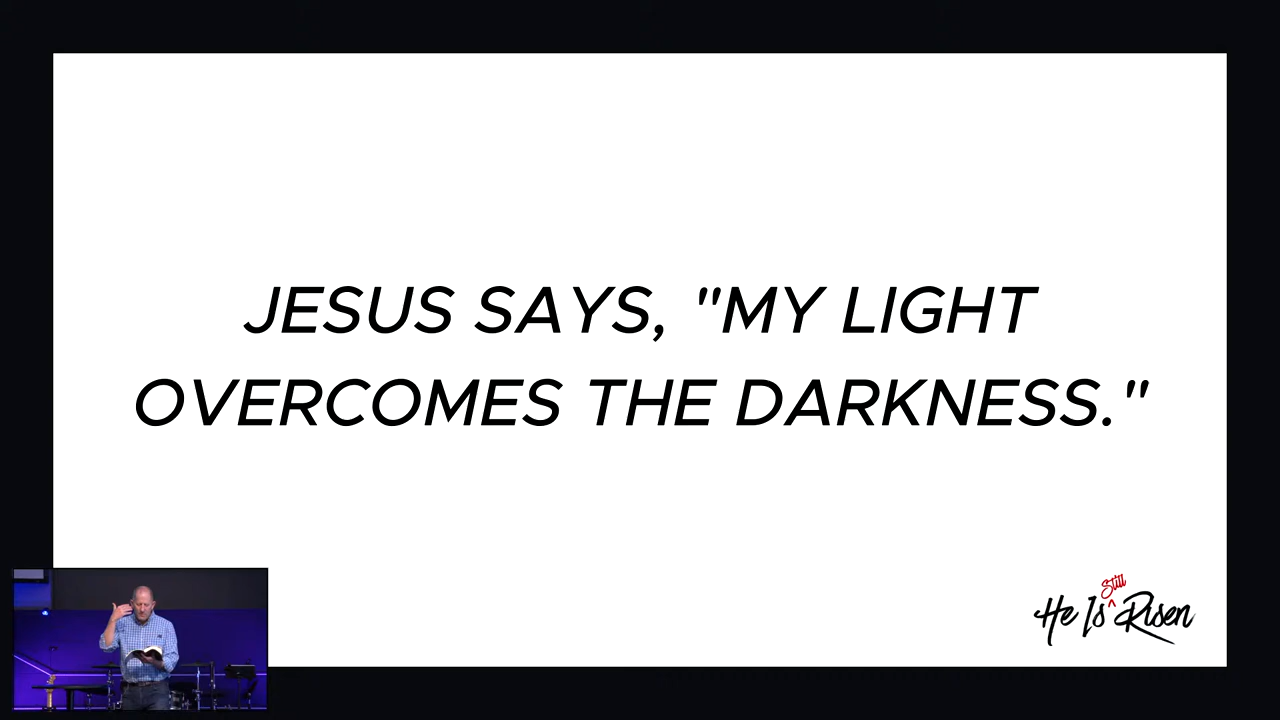 JESUS SAYS, "MY LIGHT
OVERCOMES THE DARKNESS."
Still
He Is ^ Risen